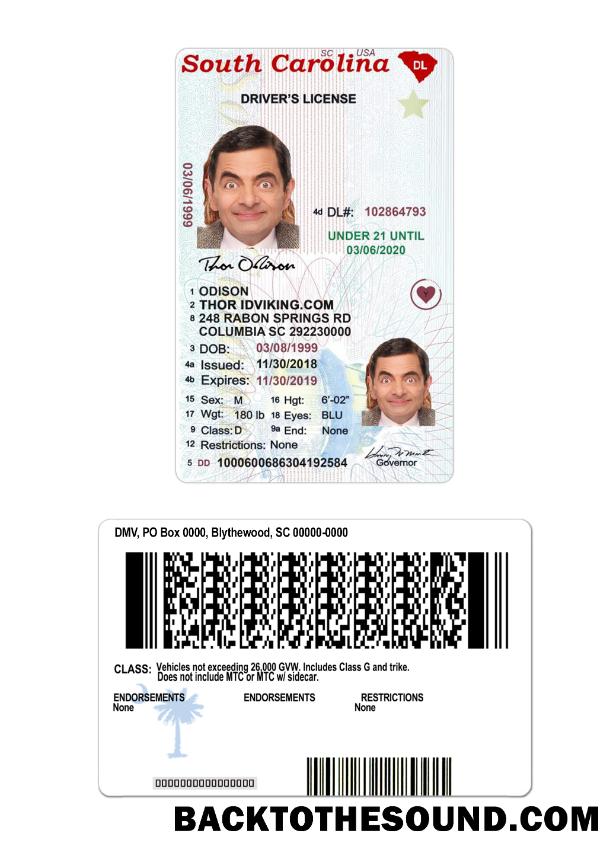 SC USA
South Carolina DL
DRIVER'S LICENSE
03/06/1999
4d DL#: 102864793
UNDER 21 UNTIL
03/06/2020
Thor Odison
1 ODISON
2 THOR IDVIKING.COM
8 248 RABON SPRINGS RD
COLUMBIA SC 292230000
Y
3 DOB: 03/08/1999
4a Issued: 11/30/2018
4b Expires: 11/30/2019
15 Sex: M 16 Hgt: 6'-02"
17 Wgt: 180 lb 18 Eyes: BLU
9 Class: D 9a End: None
12 Restrictions: None
5 DD 1000600686304192584
Governor
DMV, PO Box 0000, Blythewood, SC 00000-0000
CLASS: Vehicles not exceeding 26,000 GVW. Includes Class G and trike.
Does not include MTC or MTC w/ sidecar.
ENDORSEMENTS ENDORSEMENTS RESTRICTIONS
None None
0000000000000000
BACKTOTHESOUND.COM